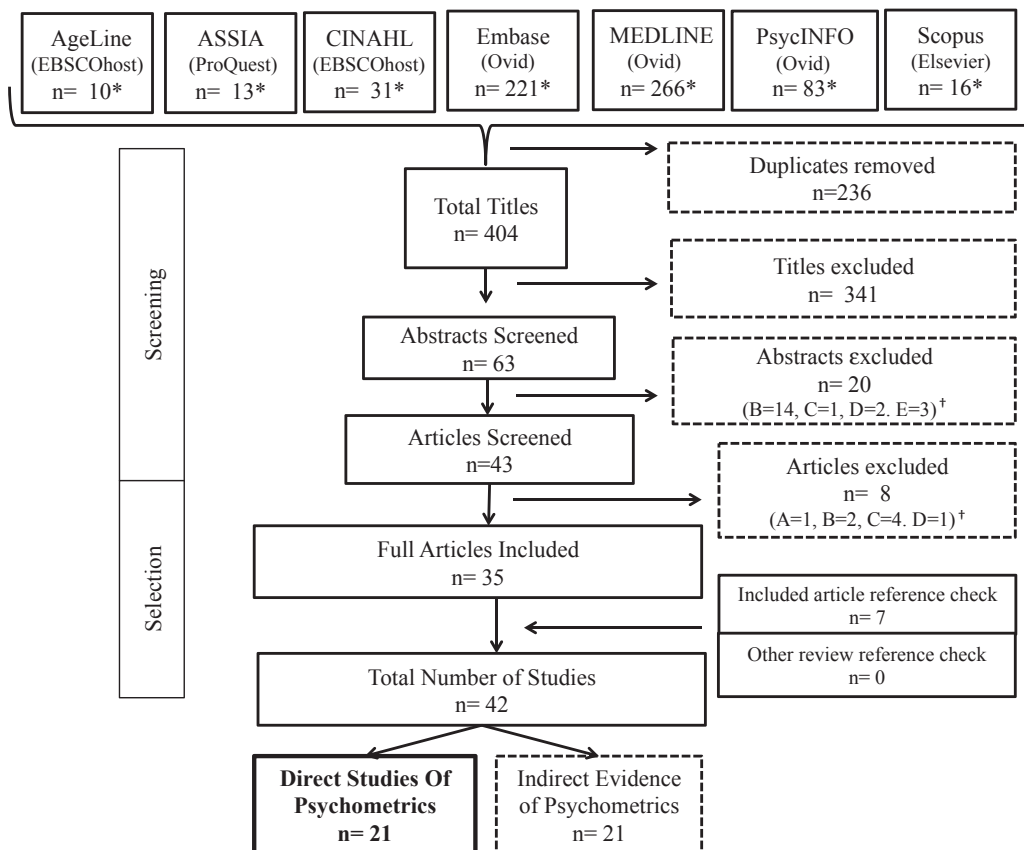 AgeLine
(EBSCOhost)
n= 10*
ASSIA
(ProQuest)
n= 13*
CINAHL
(EBSCOhost)
n= 31*
Embase
(Ovid)
n= 221*
MEDLINE
(Ovid)
n= 266*
PsycINFO
(Ovid)
n= 83*
Scopus
(Elsevier)
n= 16*
Screening
Duplicates removed
n=236
Total Titles
n= 404
Titles excluded
n= 341
Abstracts Screened
n= 63
Abstracts εxcluded
n= 20
(B=14, C=1, D=2. E=3)†
Articles Screened
n=43
Articles excluded
n= 8
(A=1, B=2, C=4. D=1)†
Selection
Full Articles Included
n= 35
Included article reference check
n= 7
Other review reference check
n= 0
Total Number of Studies
n= 42
Direct Studies Of
Psychometrics
n= 21
Indirect Evidence
of Psychometrics
n= 21